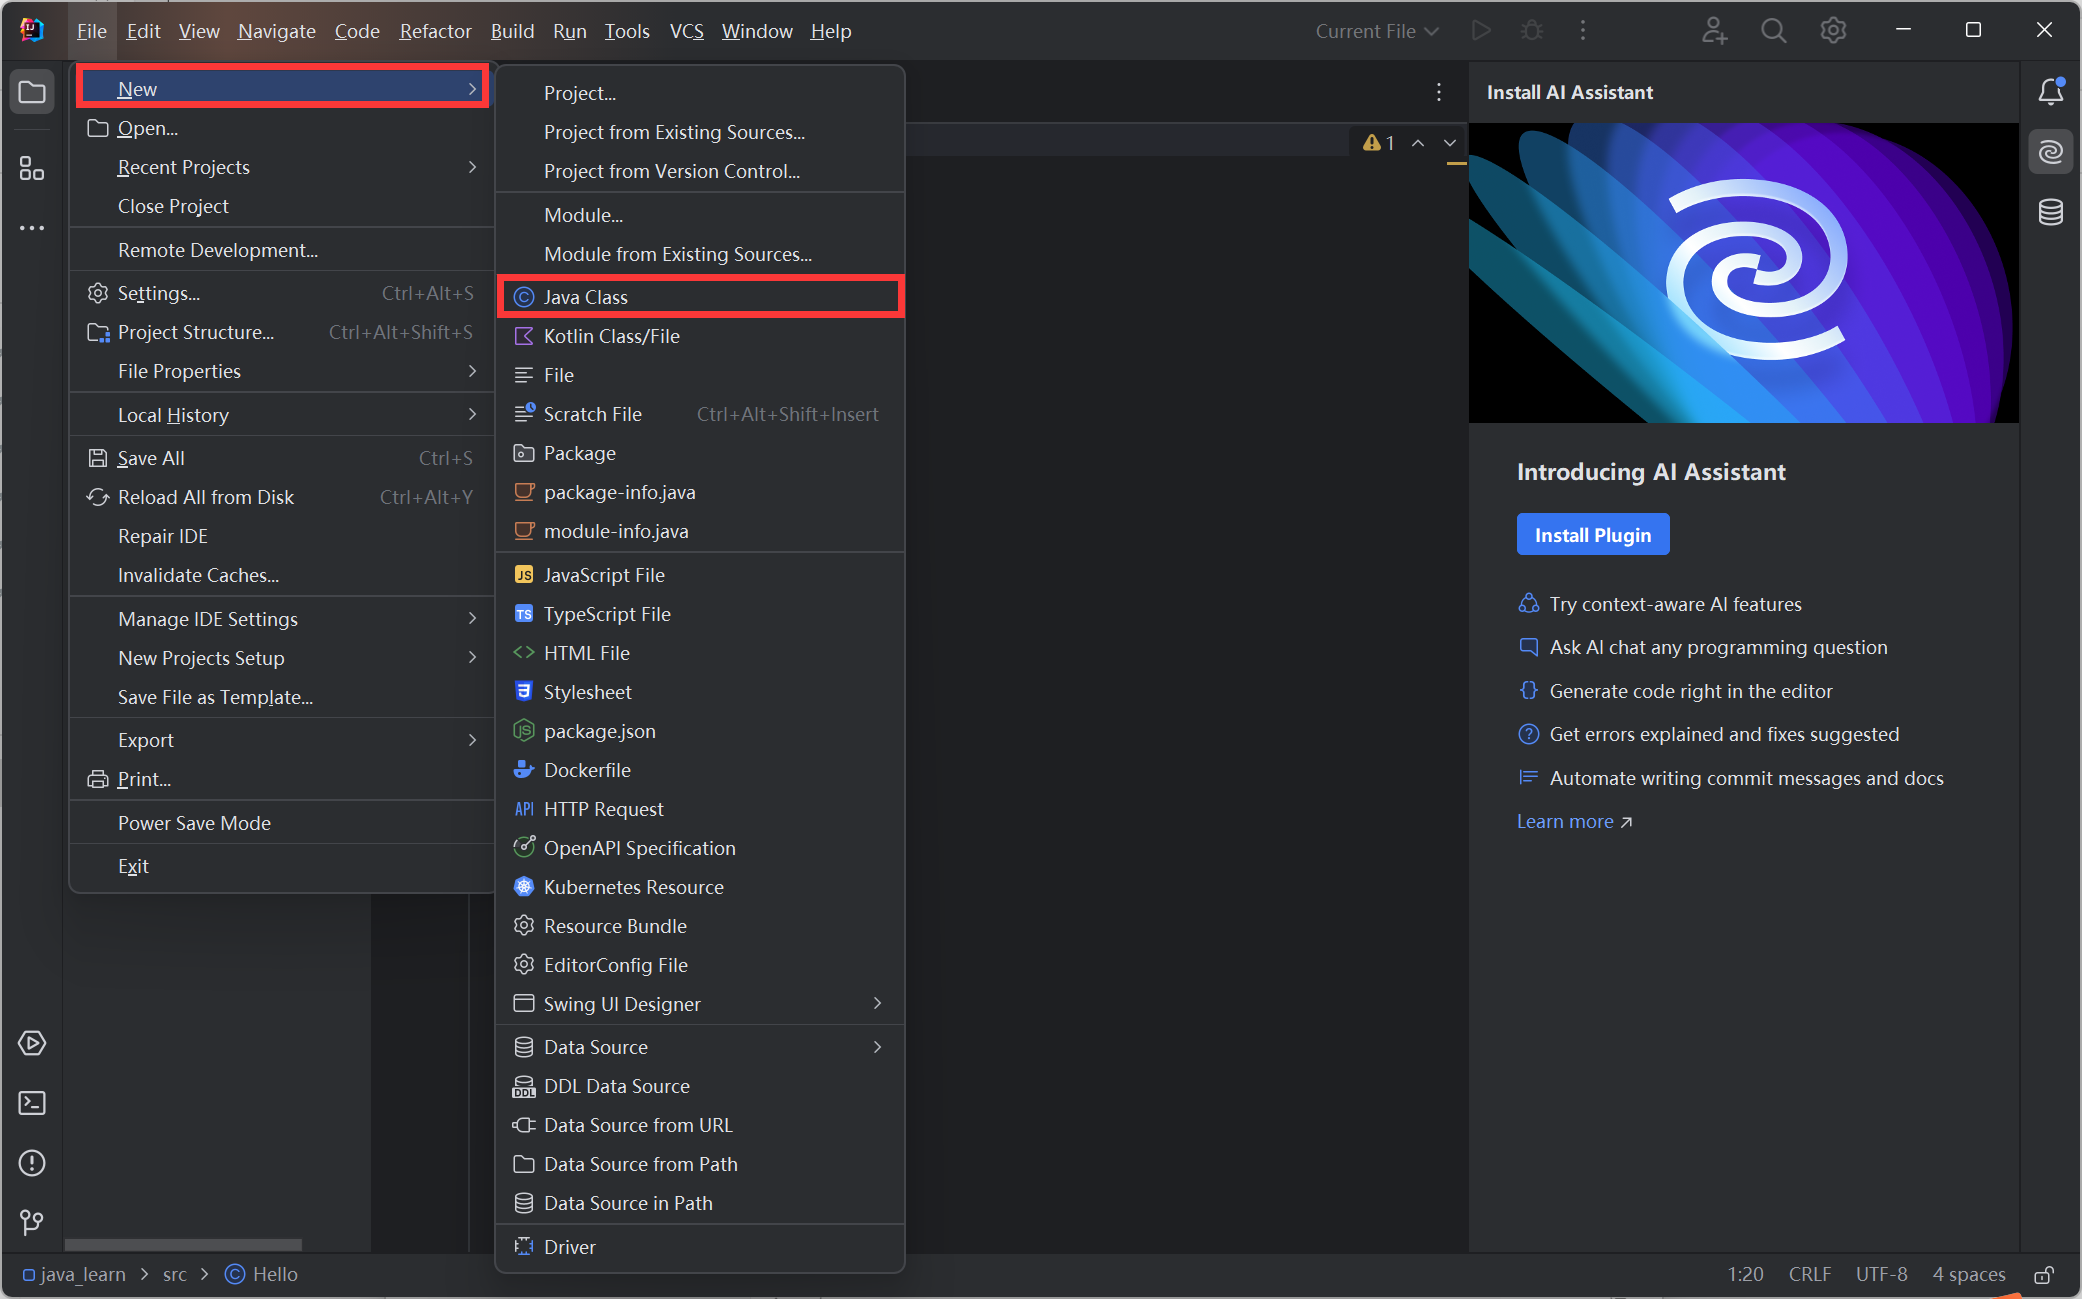 File Edit View Navigate Code Refactor Build Run Tools VCS Window Help
Current File
New
Open...
Recent Projects
Close Project
Remote Development...
Settings... Ctrl+Alt+S
Project Structure... Ctrl+Alt+Shift+S
File Properties
Local History
Save All Ctrl+S
Reload All from Disk Ctrl+Alt+Y
Repair IDE
Invalidate Caches...
Manage IDE Settings
New Projects Setup
Save File as Template...
Export
Print...
Power Save Mode
Exit
Project...
Project from Existing Sources...
Project from Version Control...
Module...
Module from Existing Sources...
Java Class
Kotlin Class/File
File
Scratch File Ctrl+Alt+Shift+Insert
Package
package-info.java
module-info.java
JS JavaScript File
TS TypeScript File
HTML File
Stylesheet
package.json
Dockerfile
API HTTP Request
OpenAPI Specification
Kubernetes Resource
Resource Bundle
EditorConfig File
Swing UI Designer
Data Source
DDL DDL Data Source
Data Source from URL
Data Source from Path
Data Source in Path
Driver
1
Install AI Assistant
Introducing AI Assistant
Install Plugin
Try context-aware AI features
Ask AI chat any programming question
Generate code right in the editor
Get errors explained and fixes suggested
Automate writing commit messages and docs
Learn more ↗
java_learn > src > Hello
1:20 CRLF UTF-8 4 spaces